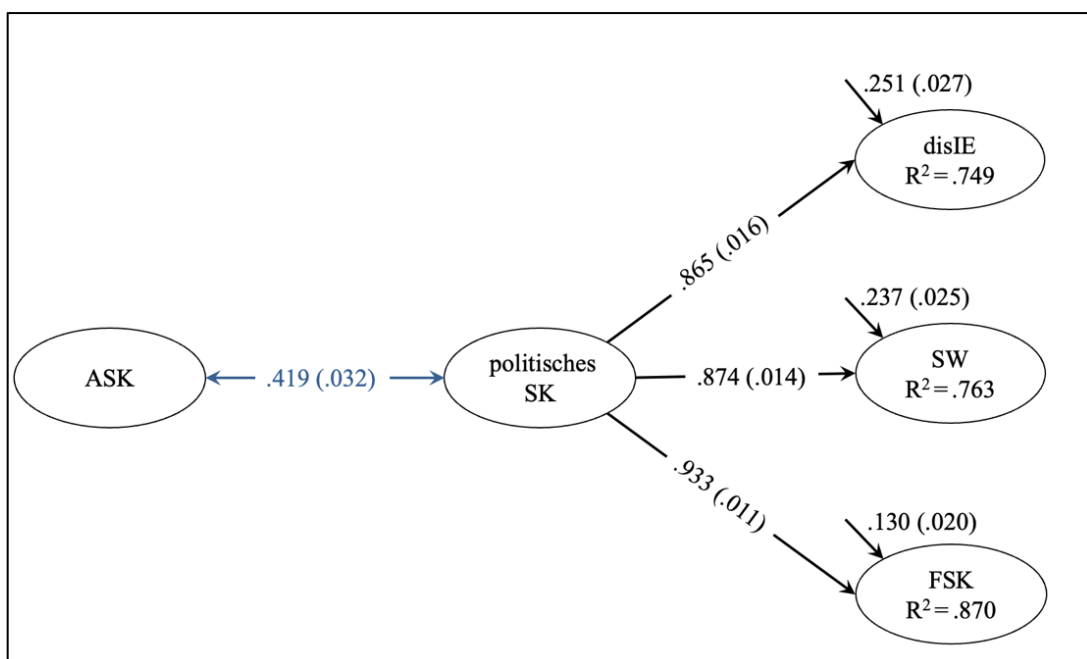 .251 (.027)
disIE
R² = .749
.865 (.016)
.237 (.025)
SW
R² = .763
ASK
.419 (.032)
politisches
SK
.874 (.014)
.933 (.011)
.130 (.020)
FSK
R² = .870